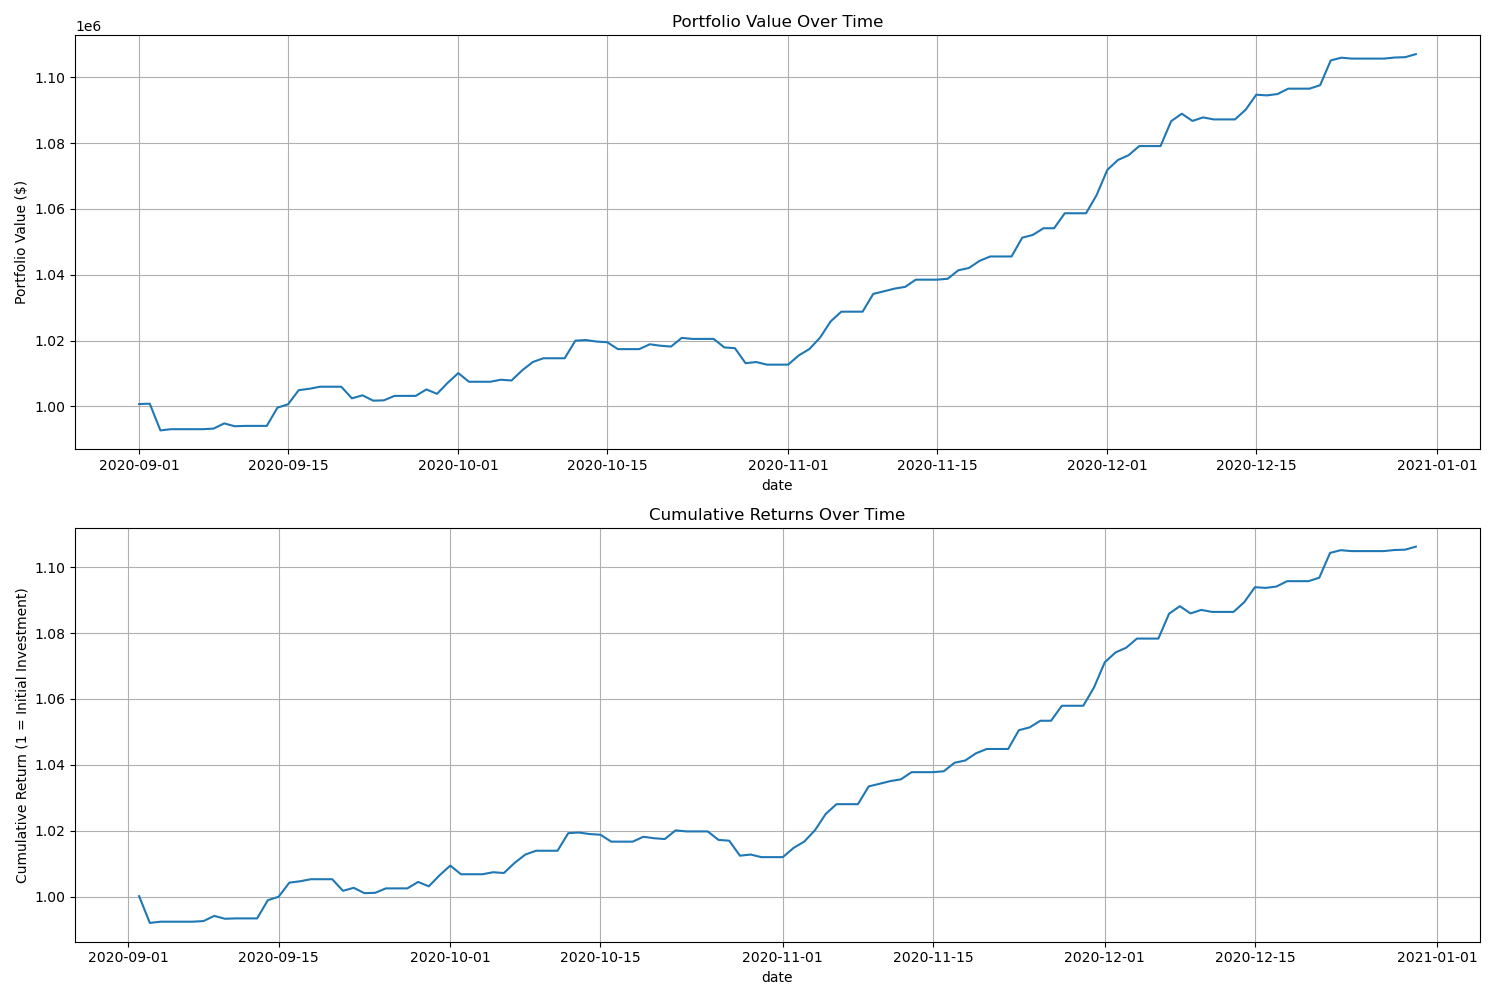 Portfolio Value Over Time
1e6
1.10
1.08
1.06
1.04
1.02
1.00
Portfolio Value ($)
2020-09-01 2020-09-15 2020-10-01 2020-10-15 2020-11-01 2020-11-15 2020-12-01 2020-12-15 2021-01-01
date
Cumulative Returns Over Time
1.10
1.08
1.06
1.04
1.02
1.00
Cumulative Return (1 = Initial Investment)
2020-09-01 2020-09-15 2020-10-01 2020-10-15 2020-11-01 2020-11-15 2020-12-01 2020-12-15 2021-01-01
date